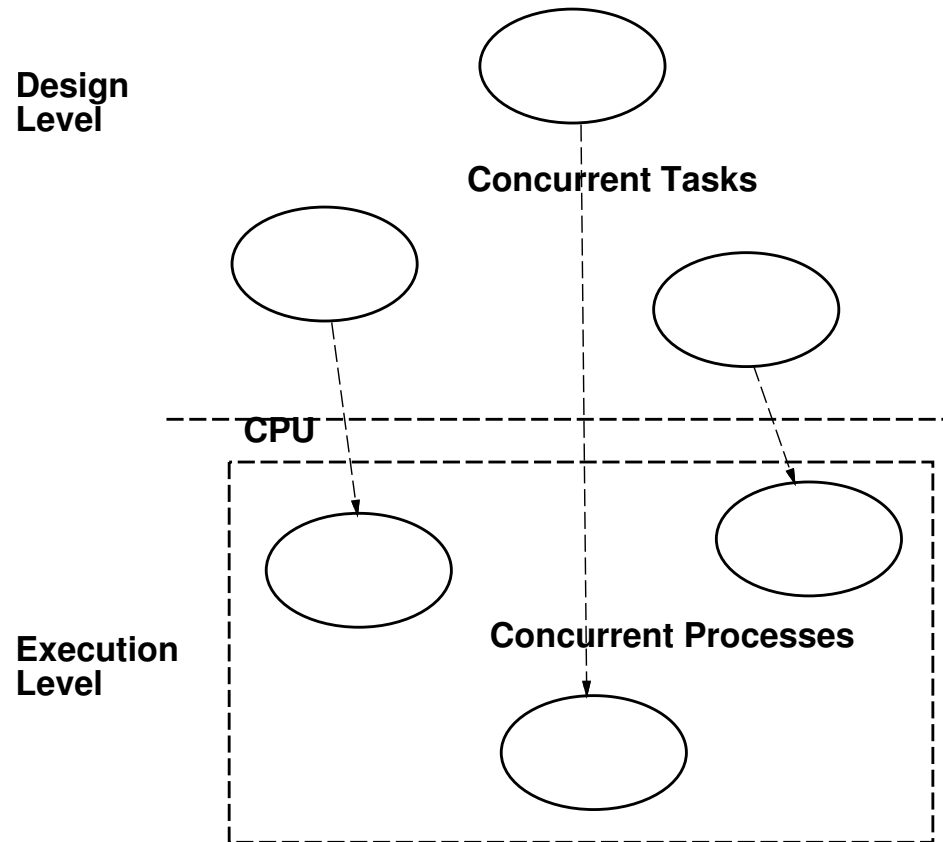 Design
Level
Concurrent Tasks
CPU
Concurrent Processes
Execution
Level